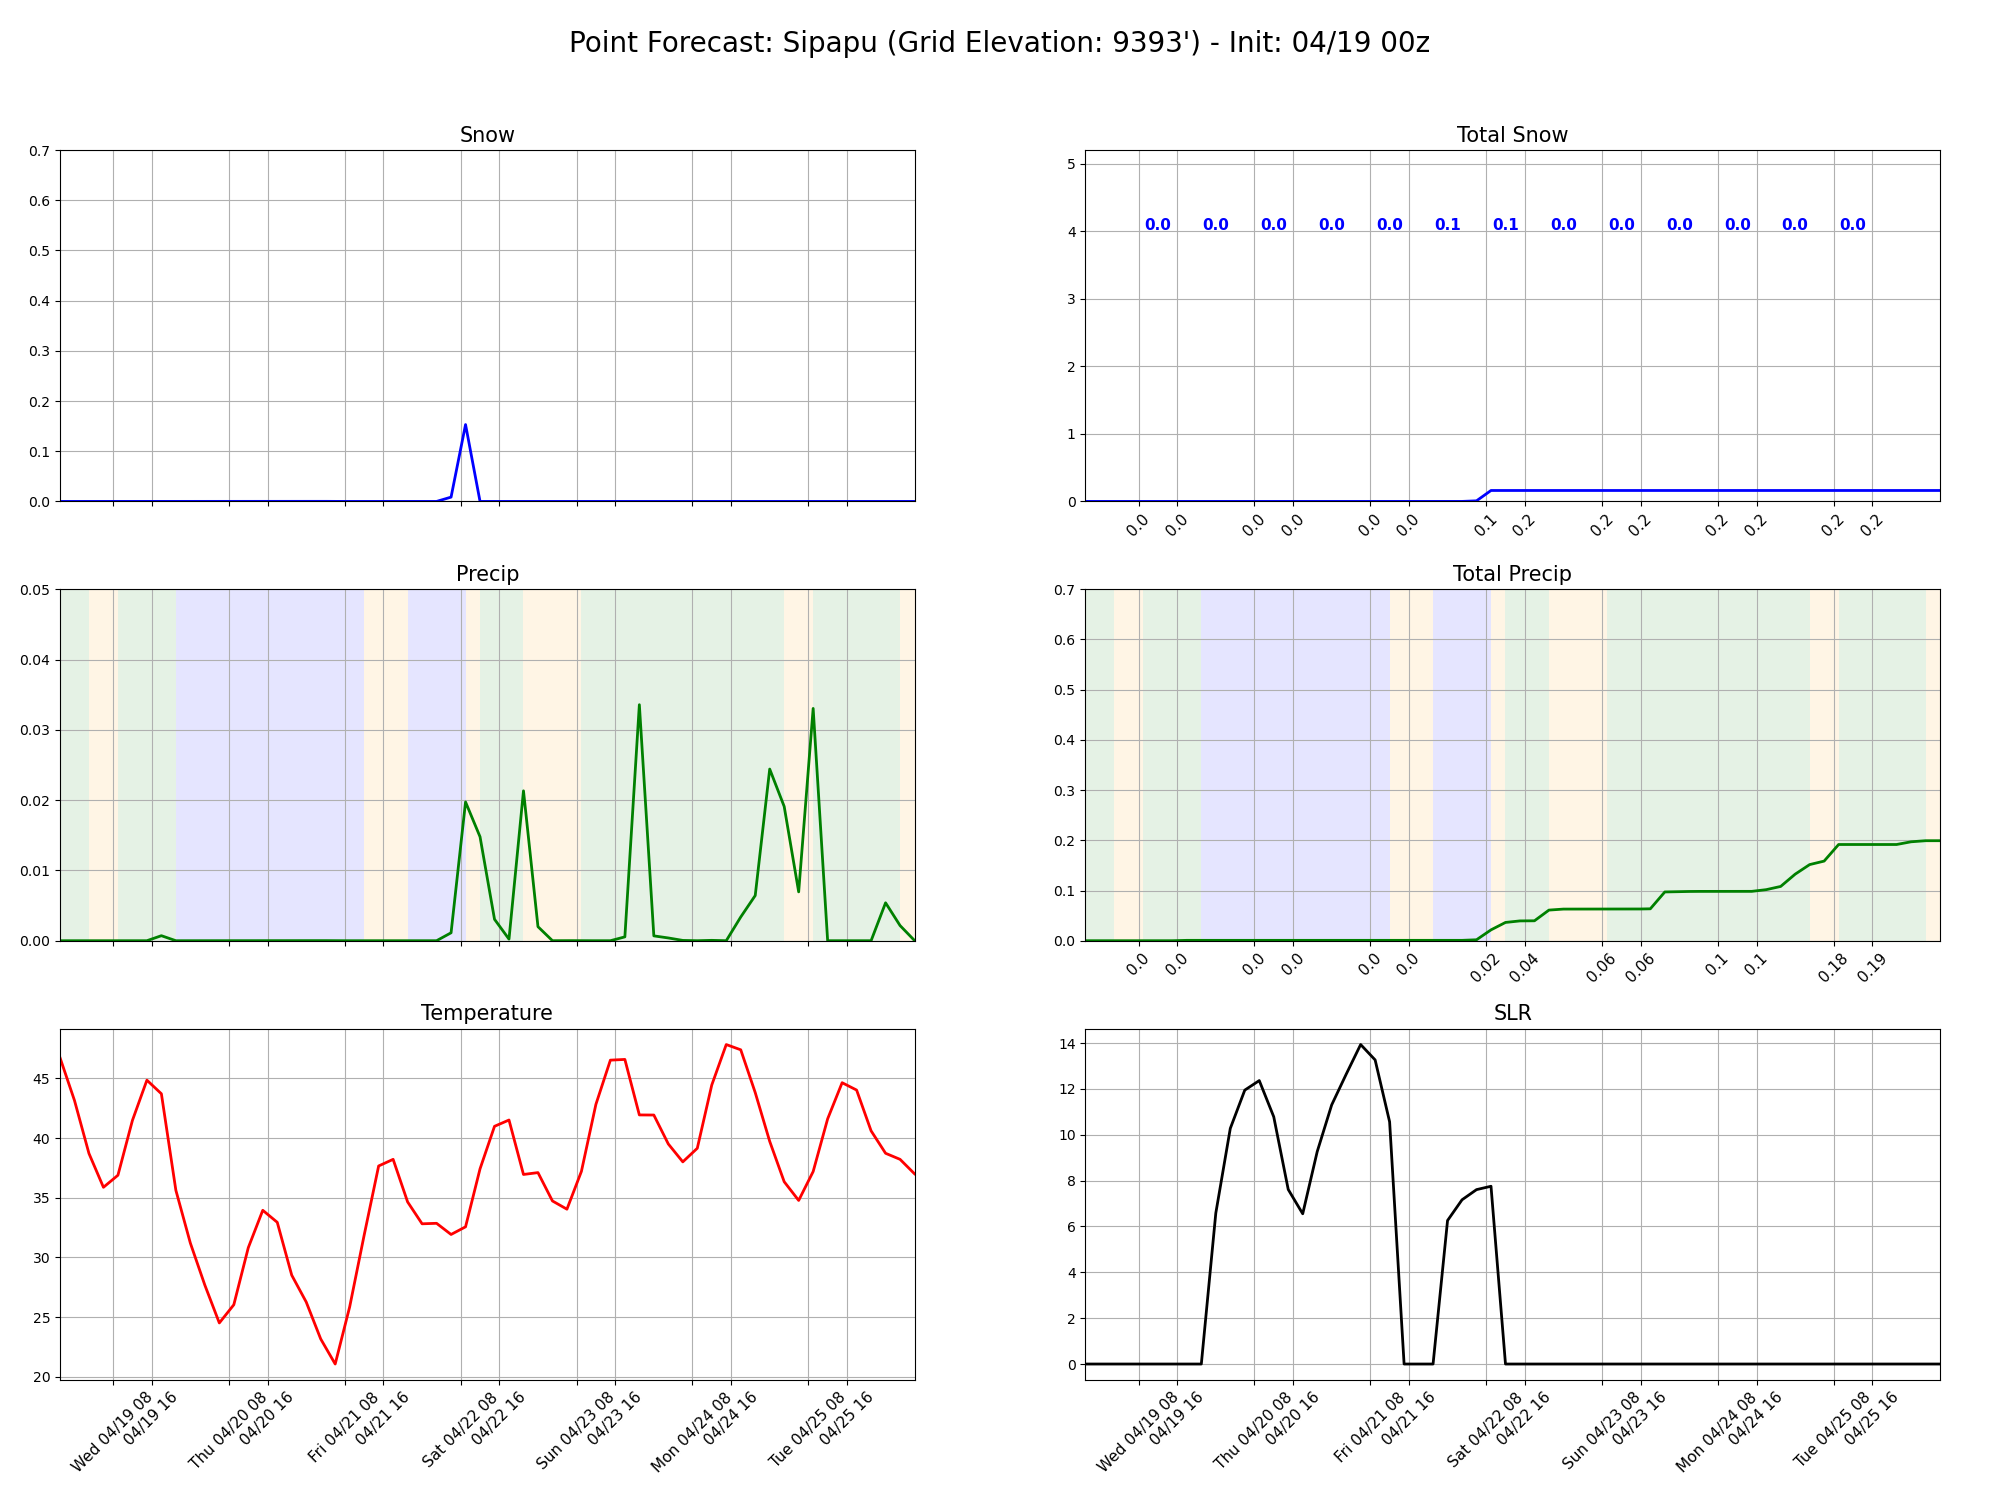 Point Forecast: Sipapu (Grid Elevation: 9393') - Init: 04/19 00z
Snow
0.7
0.6
0.5
0.4
0.3
0.2
0.1
0.0
Total Snow
5
4
3
2
1
0
0.0 0.0 0.0 0.0 0.0 0.1 0.1 0.0 0.0 0.0 0.0 0.0 0.0
0.0 0.0 0.0 0.0 0.0 0.0 0.1 0.2 0.2 0.2 0.2 0.2 0.2 0.2
Precip
0.05
0.04
0.03
0.02
0.01
0.00
Total Precip
0.7
0.6
0.5
0.4
0.3
0.2
0.1
0.0
0.0 0.0 0.0 0.0 0.0 0.0 0.02 0.04 0.06 0.06 0.1 0.1 0.18 0.19
Temperature
45
40
35
30
25
20
Wed 04/19 08
04/19 16
Thu 04/20 08
04/20 16
Fri 04/21 08
04/21 16
Sat 04/22 08
04/22 16
Sun 04/23 08
04/23 16
Mon 04/24 08
04/24 16
Tue 04/25 08
04/25 16
SLR
14
12
10
8
6
4
2
0
Wed 04/19 08
04/19 16
Thu 04/20 08
04/20 16
Fri 04/21 08
04/21 16
Sat 04/22 08
04/22 16
Sun 04/23 08
04/23 16
Mon 04/24 08
04/24 16
Tue 04/25 08
04/25 16